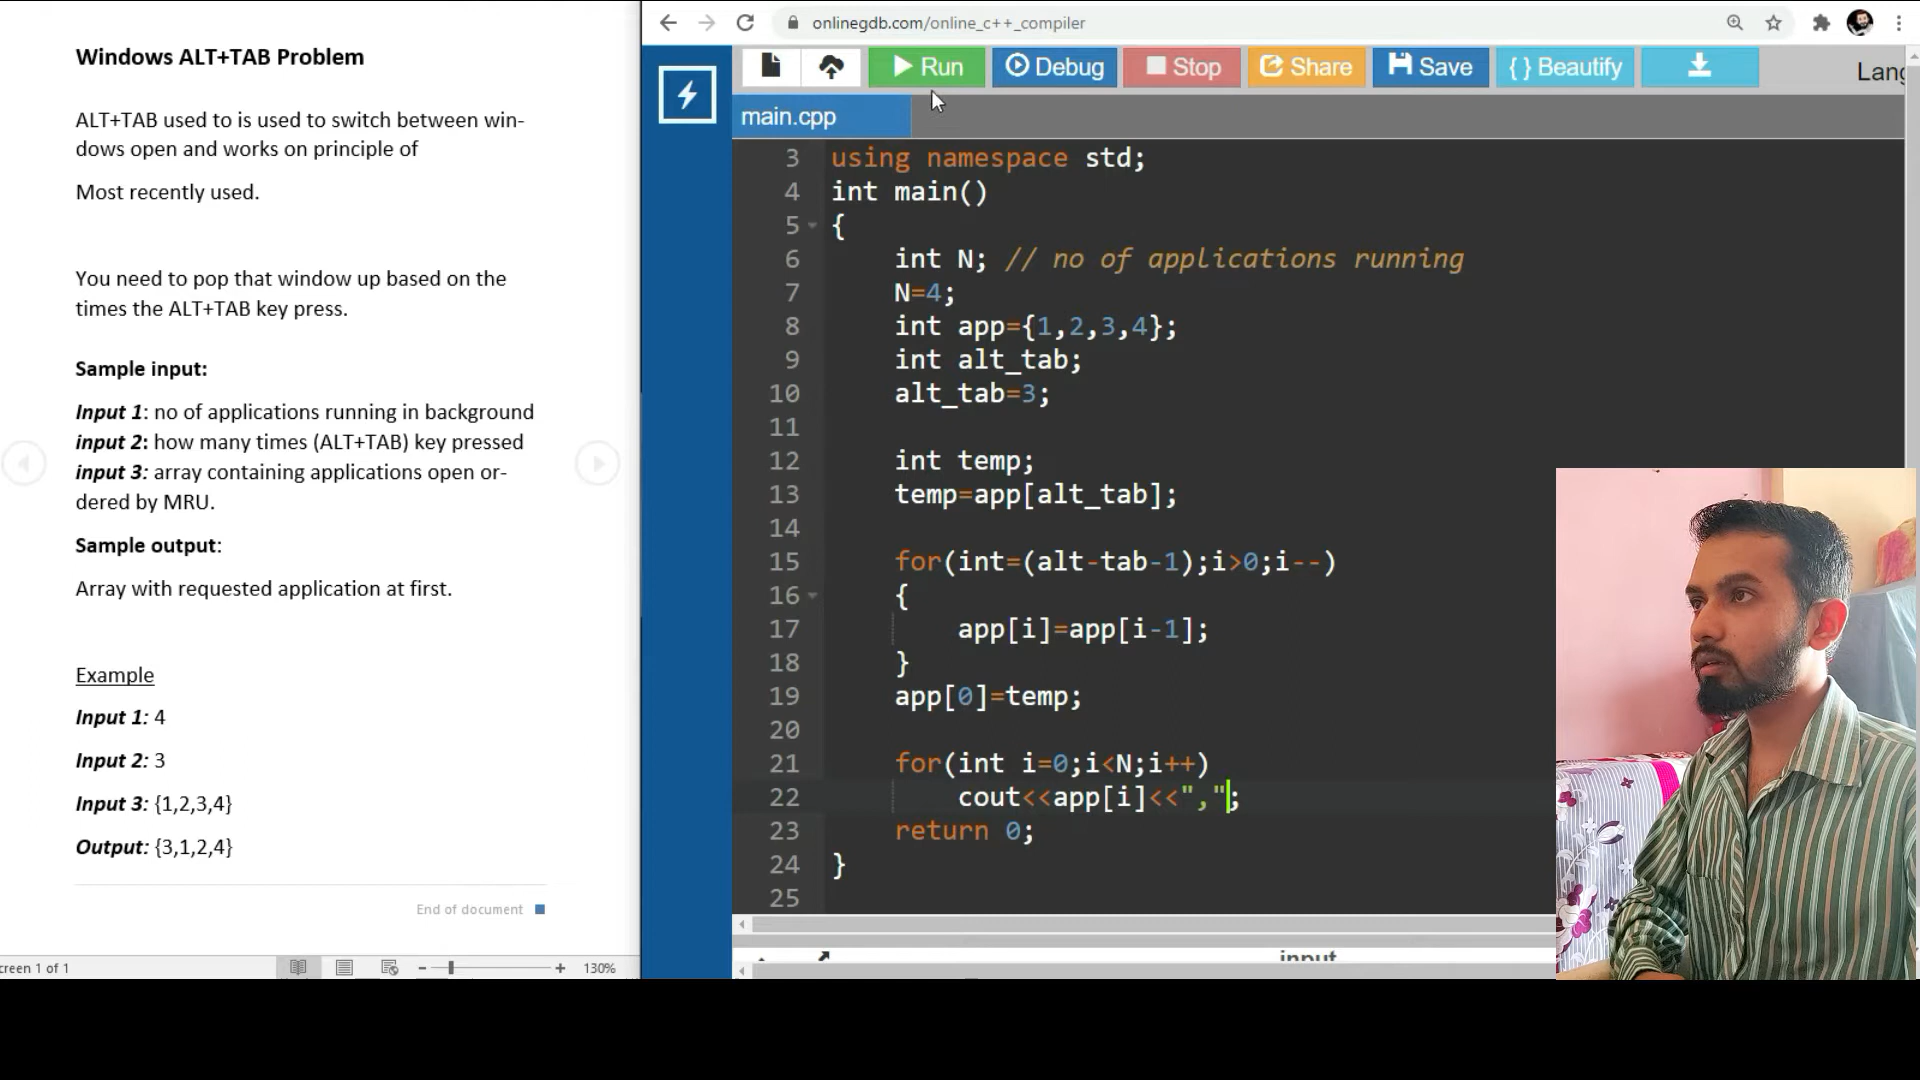 Windows ALT+TAB Problem
ALT+TAB used to is used to switch between win-
dows open and works on principle of
Most recently used.
You need to pop that window up based on the
times the ALT+TAB key press.
Sample input:
Input 1: no of applications running in background
input 2: how many times (ALT+TAB) key pressed
input 3: array containing applications open or-
dered by MRU.
Sample output:
Array with requested application at first.
Example
Input 1: 4
Input 2: 3
Input 3: {1,2,3,4}
Output: {3,1,2,4}
End of document
creen 1 of 1
130%
onlinegdb.com/online_c++_compiler
Run
Debug
Stop
Share
Save
{ } Beautify
Lang
main.cpp
3 using namespace std;
4 int main()
5 {
6 int N; // no of applications running
7 N=4;
8 int app={1,2,3,4};
9 int alt_tab;
10 alt_tab=3;
11
12 int temp;
13 temp=app[alt_tab];
14
15 for(int=(alt-tab-1);i>0;i--)
16 {
17 app[i]=app[i-1];
18 }
19 app[0]=temp;
20
21 for(int i=0;i<N;i++)
22 cout<<app[i]<<",";
23 return 0;
24 }
25
input